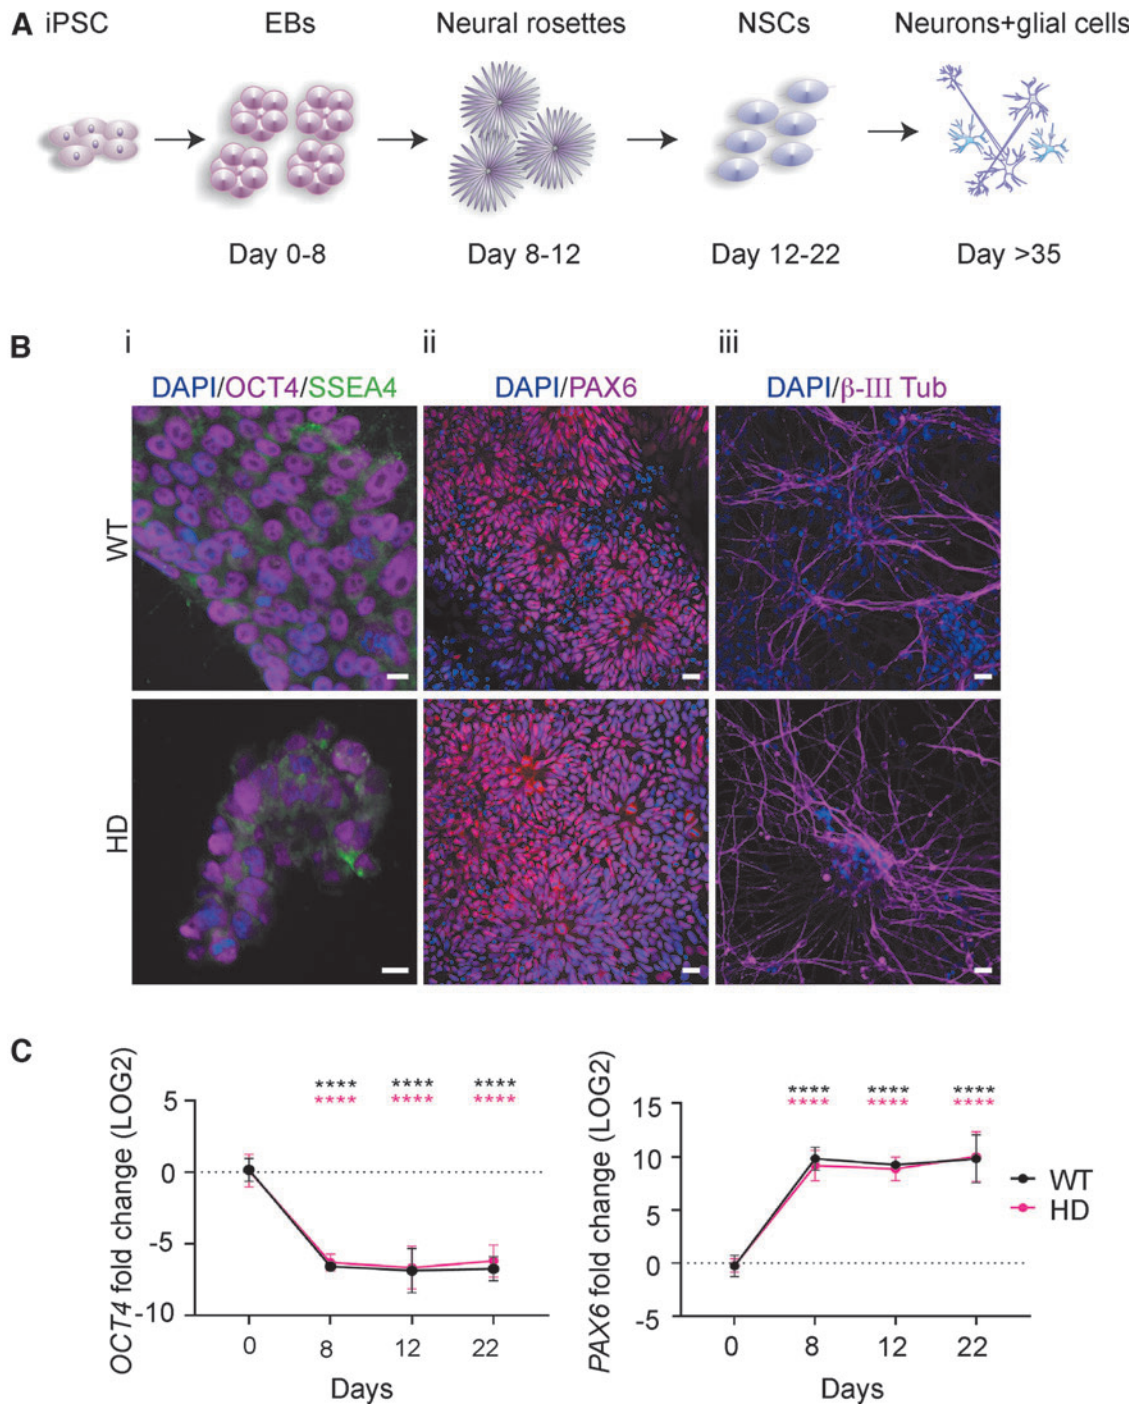 A iPSC EBs Neural rosettes NSCs Neurons+glial cells
Day 0-8 Day 8-12 Day 12-22 Day >35
B i ii iii
DAPI/OCT4/SSEA4 DAPI/PAX6 DAPI/β-III Tub
WT
HD
C
OCT4 fold change (LOG2)
**** **** ****
**** **** ****
5
0
-5
-10
0 8 12 22
Days
PAX6 fold change (LOG2)
**** **** ****
**** **** ****
15
10
5
0
-5
0 8 12 22
Days
WT
HD